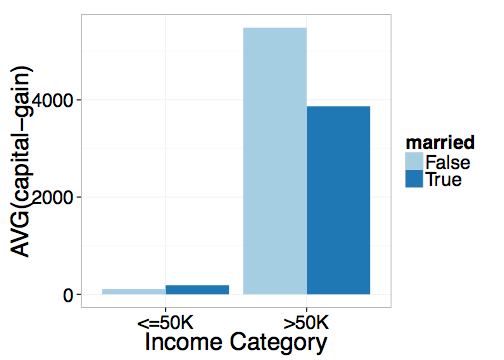 AVG(capital−gain)
4000
2000
0
<=50K
>50K
Income Category
married
False
True